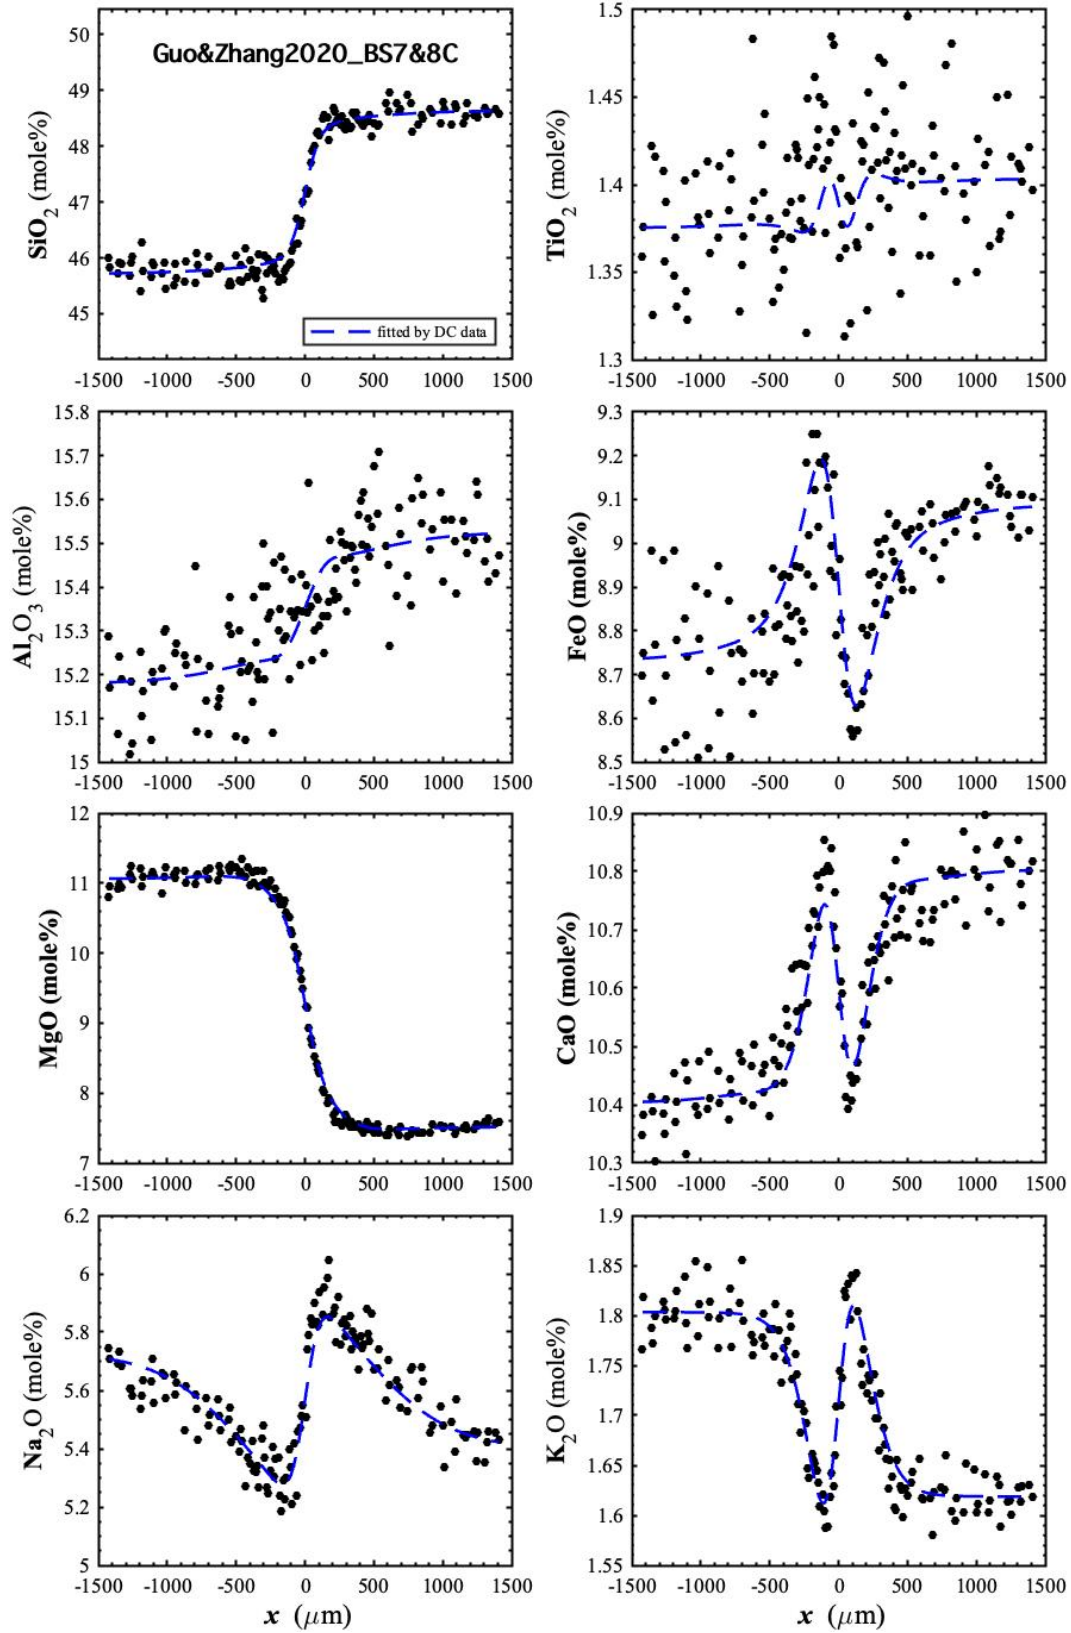 Guo&Zhang2020_BS7&8C
SiO2 (mole%)
50
49
48
47
46
45
fitted by DC data
-1500 -1000 -500 0 500 1000 1500
TiO2 (mole%)
1.5
1.45
1.4
1.35
1.3
-1500 -1000 -500 0 500 1000 1500
Al2O3 (mole%)
15.8
15.7
15.6
15.5
15.4
15.3
15.2
15.1
15
-1500 -1000 -500 0 500 1000 1500
FeO (mole%)
9.3
9.2
9.1
9
8.9
8.8
8.7
8.6
8.5
-1500 -1000 -500 0 500 1000 1500
MgO (mole%)
12
11
10
9
8
7
-1500 -1000 -500 0 500 1000 1500
CaO (mole%)
10.9
10.8
10.7
10.6
10.5
10.4
10.3
-1500 -1000 -500 0 500 1000 1500
Na2O (mole%)
6.2
6
5.8
5.6
5.4
5.2
5
-1500 -1000 -500 0 500 1000 1500
x (μm)
K2O (mole%)
1.9
1.85
1.8
1.75
1.7
1.65
1.6
1.55
-1500 -1000 -500 0 500 1000 1500
x (μm)